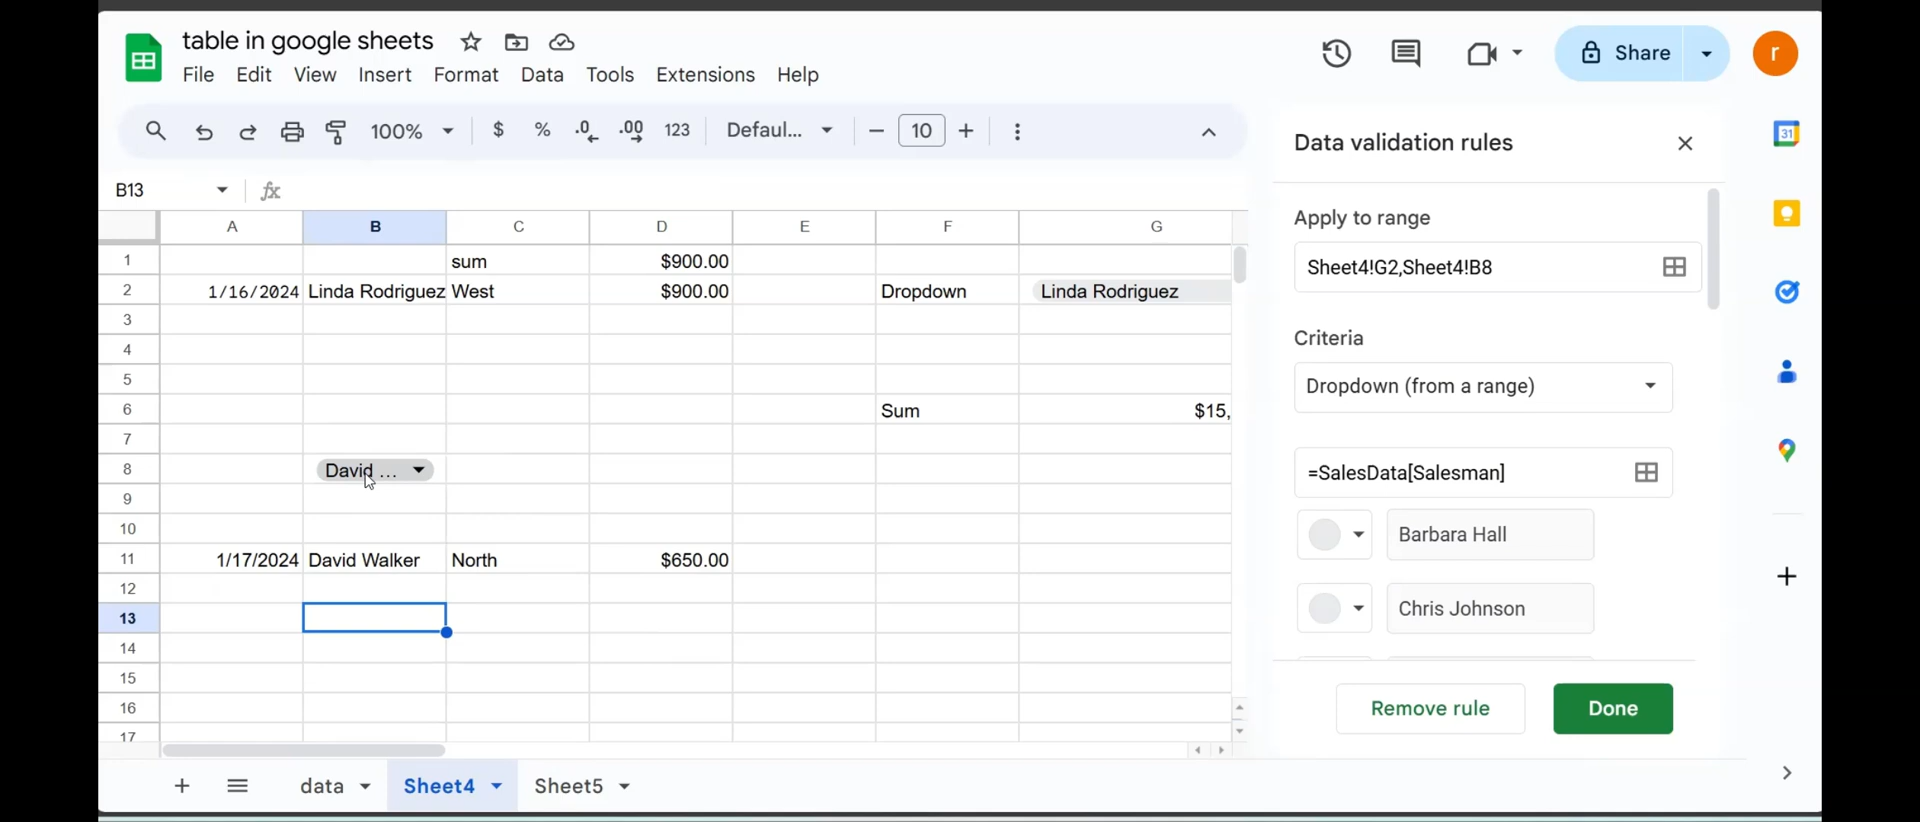 table in google sheets
File Edit View Insert Format Data Tools Extensions Help
Share
r
100% $ % .0 .00 123 Defaul... 10
Data validation rules
31
B13
fx
Apply to range
Sheet4!G2,Sheet4!B8
A B C D E F G
1 sum $900.00
2 1/16/2024 Linda Rodriguez West $900.00 Dropdown Linda Rodriguez
3
4
5
6 Sum $15,
7
8 David ...
9
10
11 1/17/2024 David Walker North $650.00
12
13
14
15
16
17
Criteria
Dropdown (from a range)
=SalesData[Salesman]
Barbara Hall
Chris Johnson
Remove rule Done
data Sheet4 Sheet5